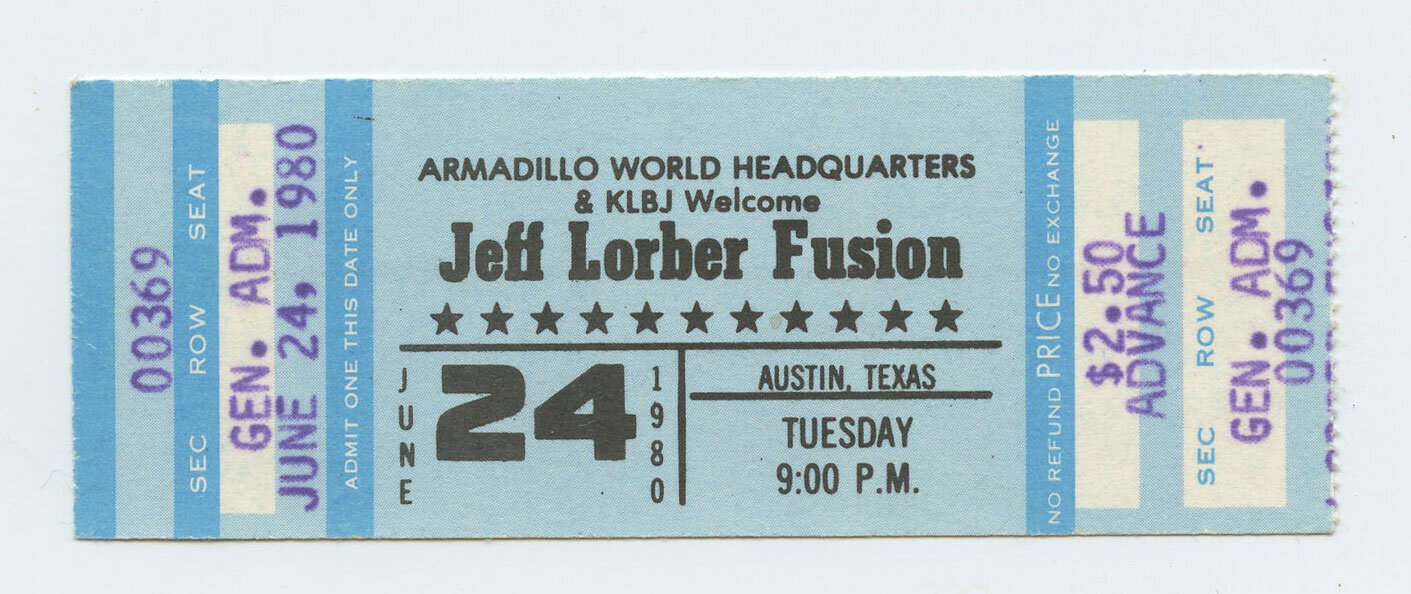 00369
SEC ROW SEAT
GEN. ADM.
JUNE 24, 1980
ADMIT ONE THIS DATE ONLY
ARMADILLO WORLD HEADQUARTERS
& KLBJ Welcome
Jeff Lorber Fusion
JUNE
24
1980
AUSTIN, TEXAS
TUESDAY
9:00 P.M.
NO REFUND PRICE NO EXCHANGE
$2.50
ADVANCE
SEC ROW SEAT
GEN. ADM.
00369